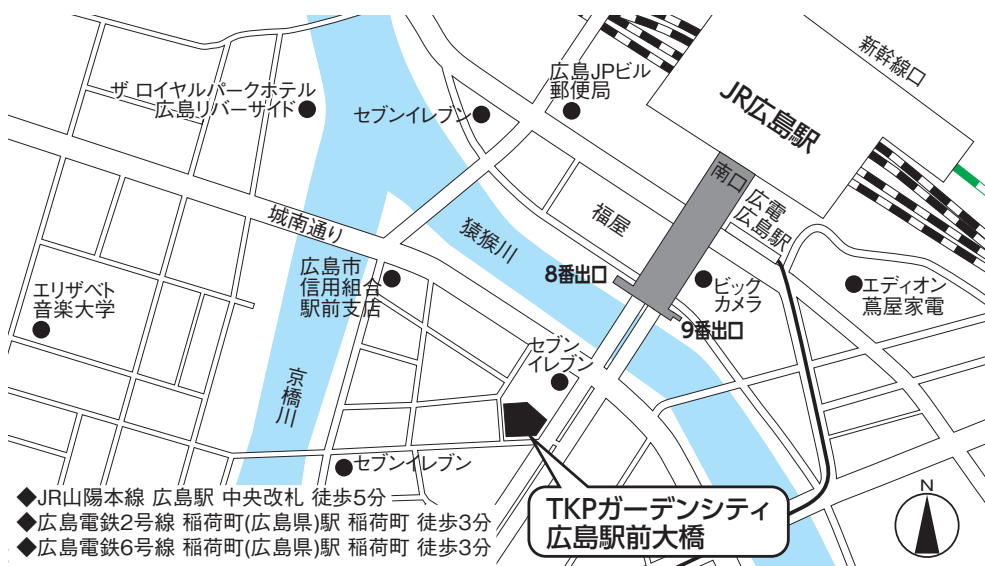 新幹線口
JR広島駅
広島JPビル
郵便局
ザ ロイヤルパークホテル
広島リバーサイド
セブンイレブン
南口
広電
広島駅
福屋
猿猴川
城南通り
8番出口
9番出口
ビック
カメラ
エディオン
蔦屋家電
広島市
信用組合
駅前支店
エリザベト
音楽大学
セブン
イレブン
京橋川
セブンイレブン
TKPガーデンシティ
広島駅前大橋
◆JR山陽本線 広島駅 中央改札 徒歩5分
◆広島電鉄2号線 稲荷町(広島県)駅 稲荷町 徒歩3分
◆広島電鉄6号線 稲荷町(広島県)駅 稲荷町 徒歩3分
N